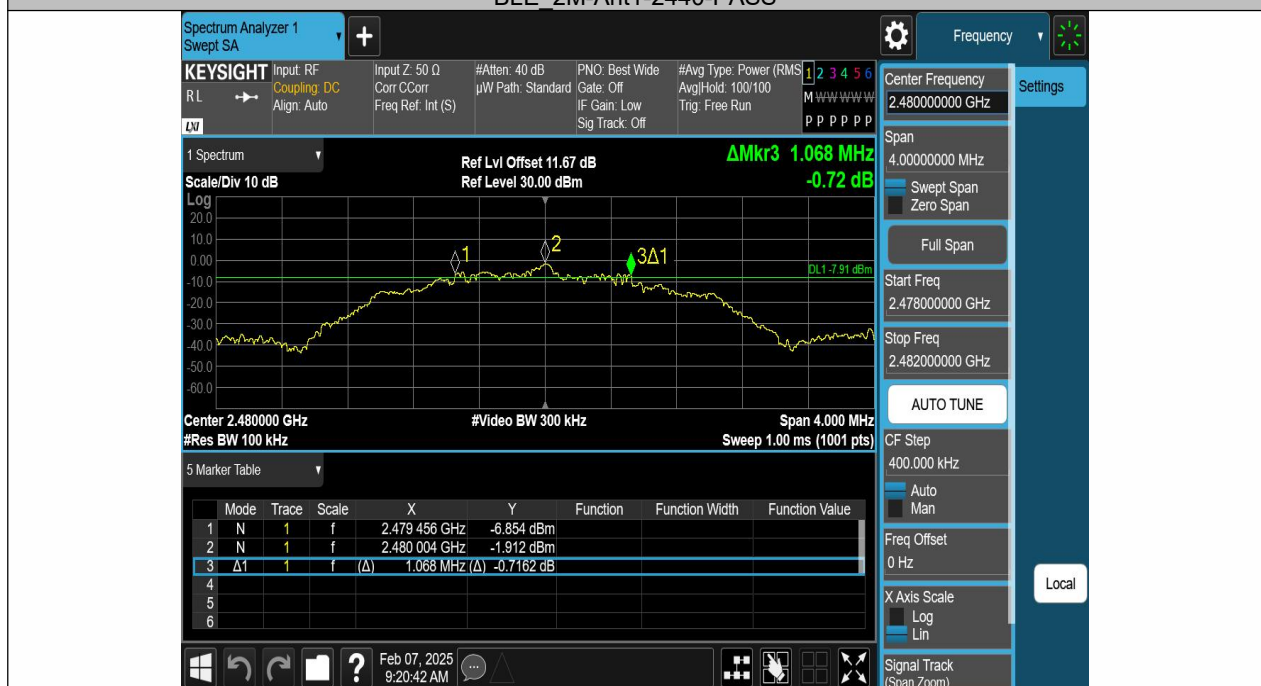 BLE_2M-Ant1-2440-PASS
Spectrum Analyzer 1
Swept SA
Frequency
KEYSIGHT
RL
LXI
Input: RF
Coupling: DC
Align: Auto
Input Z: 50 Ω
Corr CCorr
Freq Ref: Int (S)
#Atten: 40 dB
µW Path: Standard
PNO: Best Wide
Gate: Off
IF Gain: Low
Sig Track: Off
#Avg Type: Power (RMS
Avg|Hold: 100/100
Trig: Free Run
1 2 3 4 5 6
M W W W W W
P P P P P P
Center Frequency
2.480000000 GHz
Settings
Span
4.00000000 MHz
Swept Span
Zero Span
Full Span
Start Freq
2.478000000 GHz
Stop Freq
2.482000000 GHz
AUTO TUNE
CF Step
400.000 kHz
Auto
Man
Freq Offset
0 Hz
X Axis Scale
Log
Lin
Signal Track
(Span Zoom)
Local
1 Spectrum
Scale/Div 10 dB
Log
Ref Lvl Offset 11.67 dB
Ref Level 30.00 dBm
ΔMkr3 1.068 MHz
-0.72 dB
20.0
10.0
0.00
-10.0
-20.0
-30.0
-40.0
-50.0
-60.0
1
2
3Δ1
DL1 -7.91 dBm
Center 2.480000 GHz
#Res BW 100 kHz
#Video BW 300 kHz
Span 4.000 MHz
Sweep 1.00 ms (1001 pts)
5 Marker Table
Mode Trace Scale X Y Function Function Width Function Value
1 N 1 f 2.479 456 GHz -6.854 dBm
2 N 1 f 2.480 004 GHz -1.912 dBm
3 Δ1 1 f (Δ) 1.068 MHz (Δ) -0.7162 dB
4
5
6
?
Feb 07, 2025
9:20:42 AM